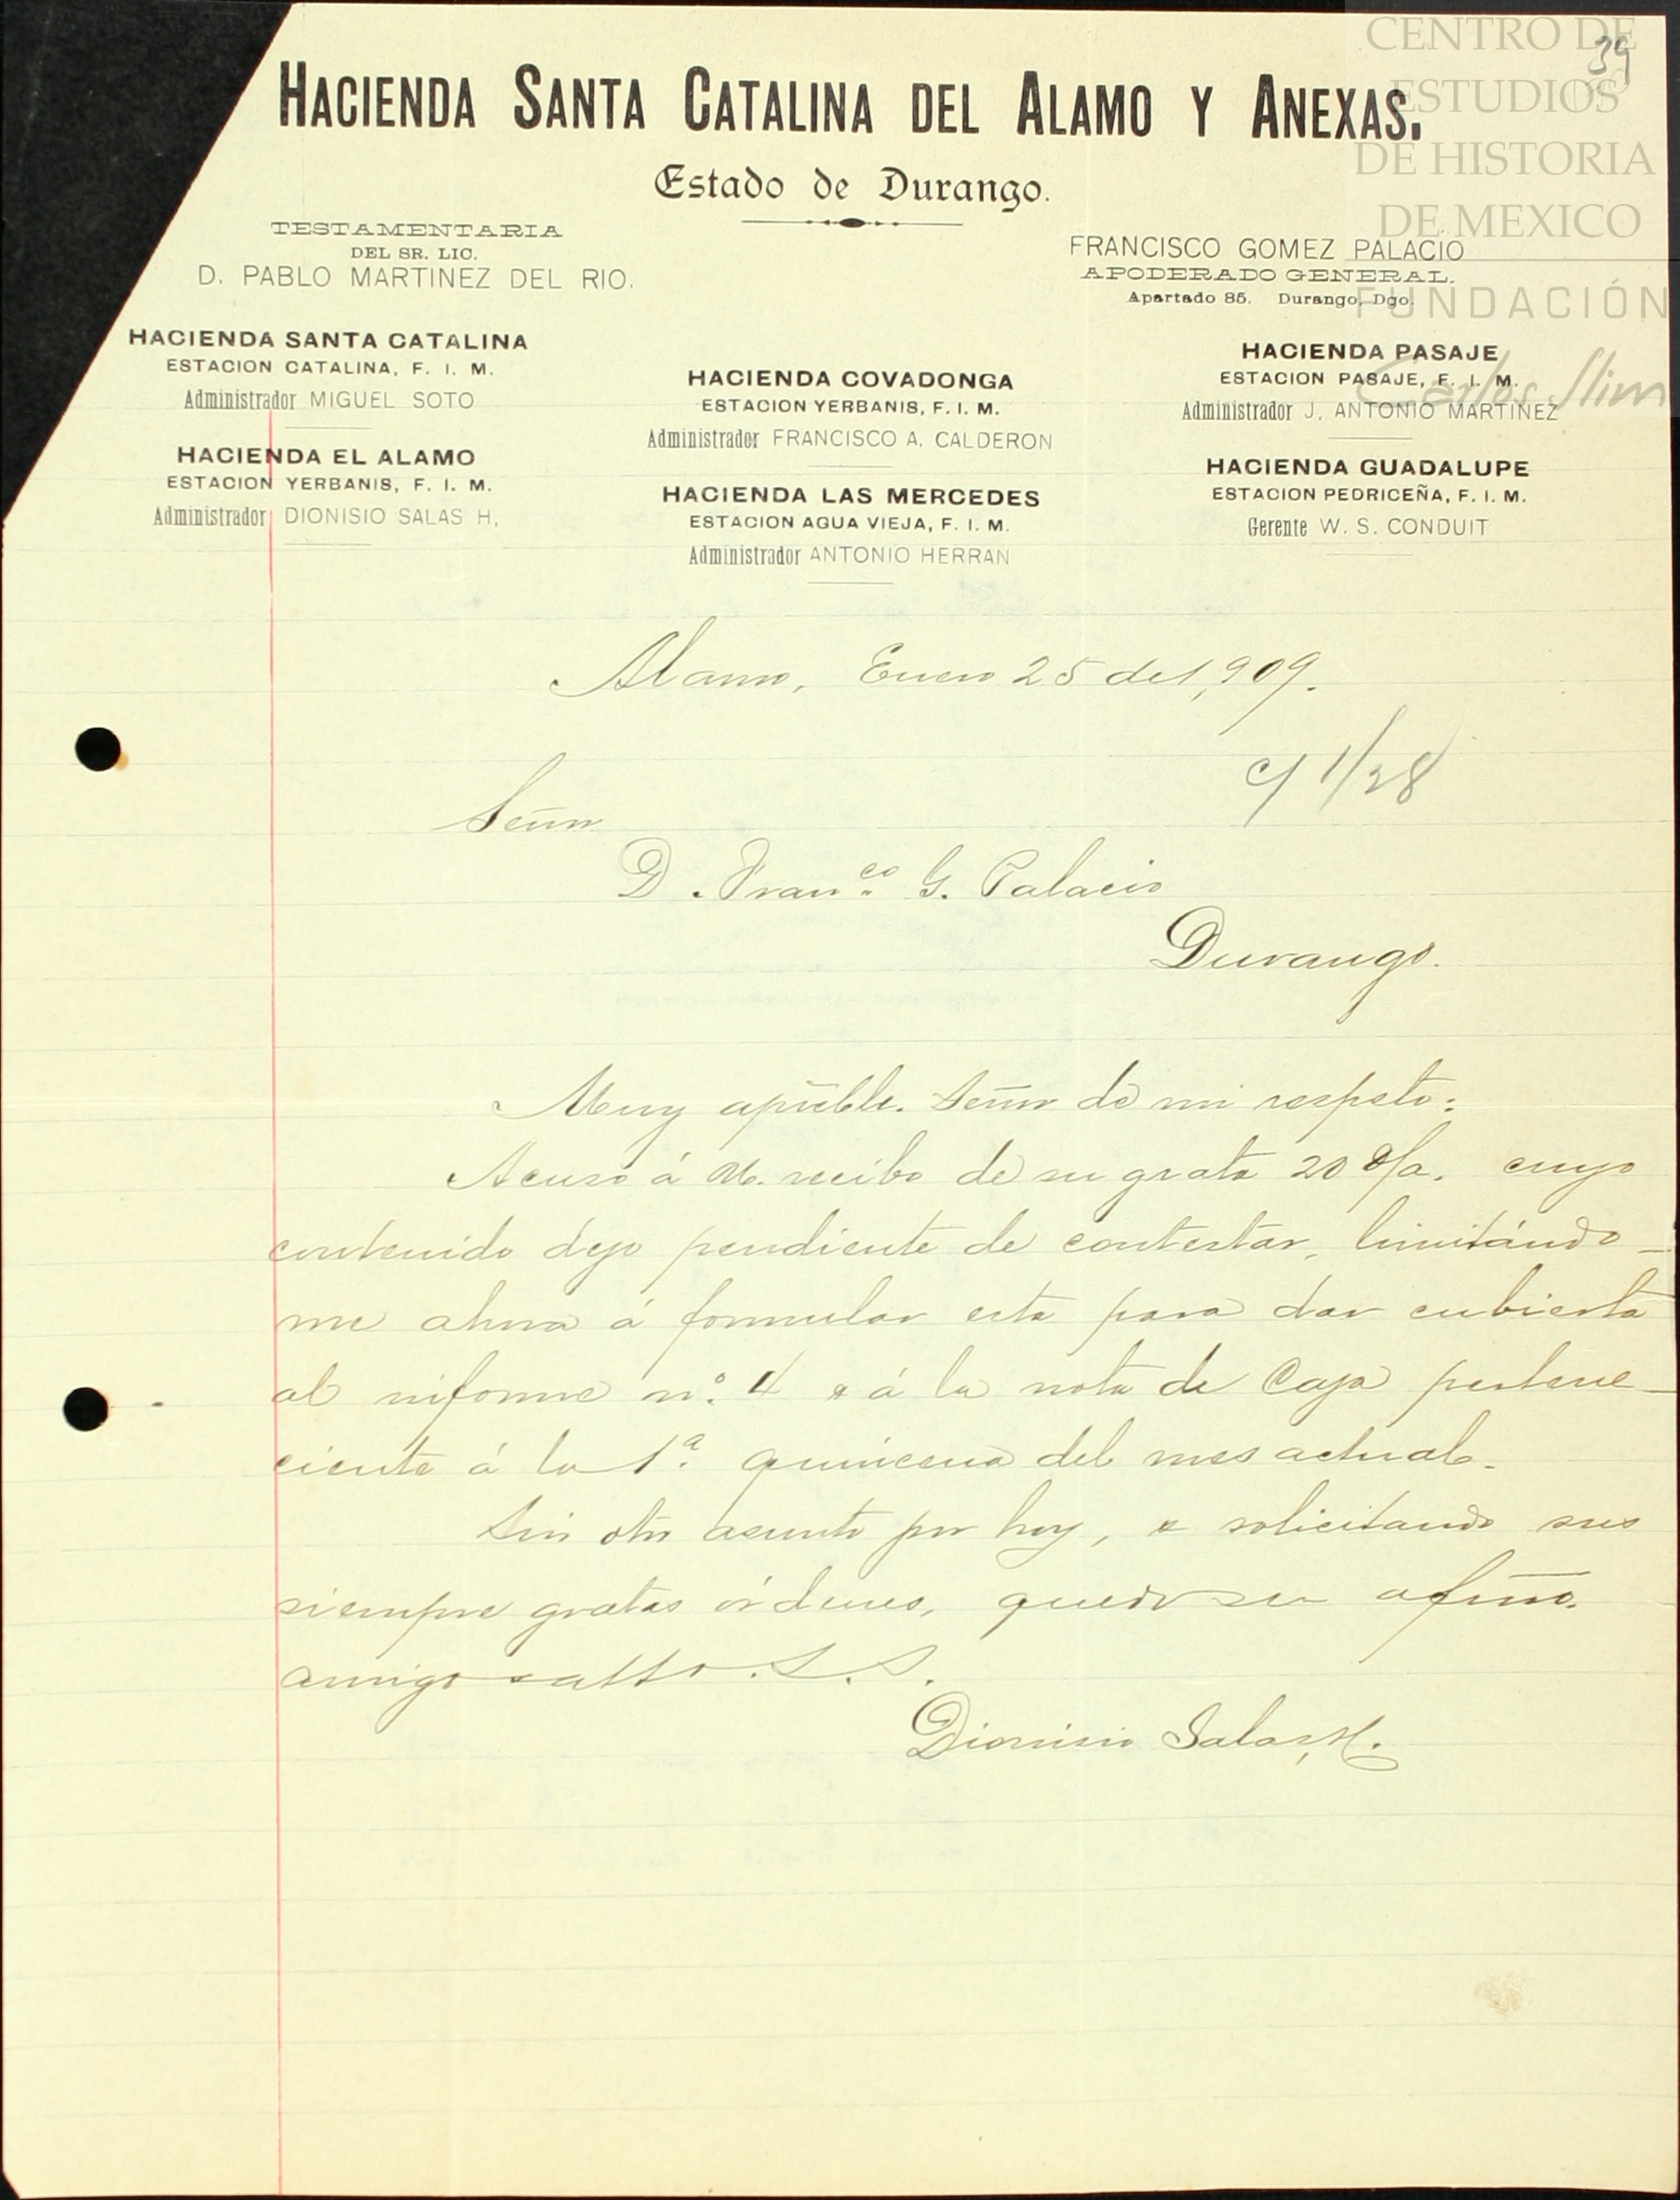 39
CENTRO DE
ESTUDIOS
DE HISTORIA
DE MEXICO
FUNDACIÓN
Carlos Slim
HACIENDA SANTA CATALINA DEL ALAMO Y ANEXAS.
Estado de Durango.
TESTAMENTARIA
DEL SR. LIC.
D. PABLO MARTINEZ DEL RIO.
FRANCISCO GOMEZ PALACIO
APODERADO GENERAL.
Apartado 85. Durango, Dgo.
HACIENDA SANTA CATALINA
ESTACION CATALINA, F. I. M.
Administrador MIGUEL SOTO
HACIENDA EL ALAMO
ESTACION YERBANIS, F. I. M.
Administrador DIONISIO SALAS H,
HACIENDA COVADONGA
ESTACION YERBANIS, F. I. M.
Administrador FRANCISCO A. CALDERON
HACIENDA LAS MERCEDES
ESTACION AGUA VIEJA, F. I. M.
Administrador ANTONIO HERRAN
HACIENDA PASAJE
ESTACION PASAJE, F. I. M.
Administrador J. ANTONIO MARTINEZ
HACIENDA GUADALUPE
ESTACION PEDRICEÑA, F. I. M.
Gerente W. S. CONDUIT
Alamo, Enero 25 de 1,909.
c/ 1/28
Señor
D. Franco. G. Palacio
Durango.
Muy apreble. Señor de mi respeto:
Acuso á U. recibo de su grata 20 %a. cuyo
contenido dejo pendiente de contestar, limitándo-
me ahora á formular esta para dar cubierta
al informe no. 4 & á la nota de Caja pertene-
ciente á la 1a. quincena del mes actual.
Sin otro asunto por hoy, & solicitando sus
siempre gratas órdenes, quedo su afmo.
amigo & atto. S. S.
Dionisio Salas H.